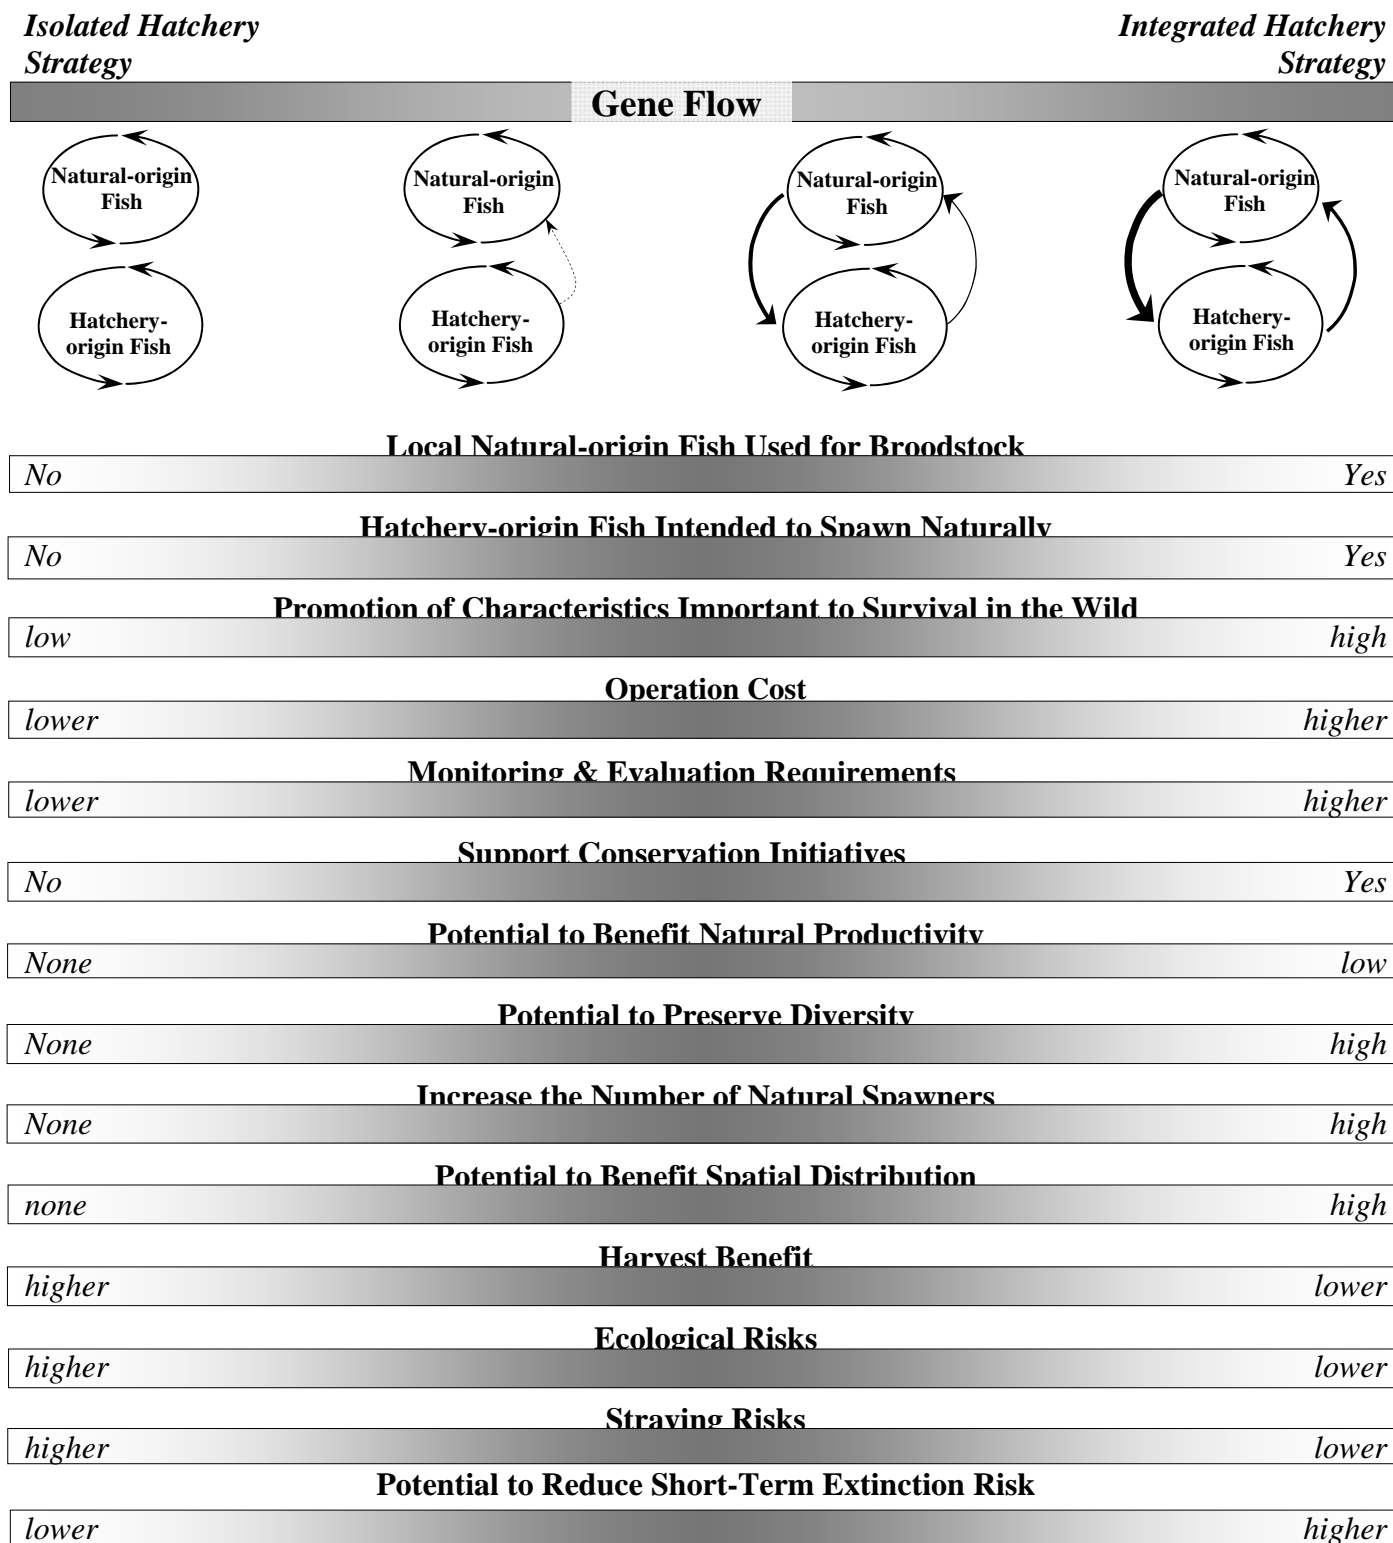 Isolated Hatchery
Strategy
Integrated Hatchery
Strategy
Gene Flow
Natural-origin
Fish
Hatchery-
origin Fish
Natural-origin
Fish
Hatchery-
origin Fish
Natural-origin
Fish
Hatchery-
origin Fish
Natural-origin
Fish
Hatchery-
origin Fish
Local Natural-origin Fish Used for Broodstock
No Yes
Hatchery-origin Fish Intended to Spawn Naturally
No Yes
Promotion of Characteristics Important to Survival in the Wild
low high
Operation Cost
lower higher
Monitoring & Evaluation Requirements
lower higher
Support Conservation Initiatives
No Yes
Potential to Benefit Natural Productivity
None low
Potential to Preserve Diversity
None high
Increase the Number of Natural Spawners
None high
Potential to Benefit Spatial Distribution
none high
Harvest Benefit
higher lower
Ecological Risks
higher lower
Straying Risks
higher lower
Potential to Reduce Short-Term Extinction Risk
lower higher